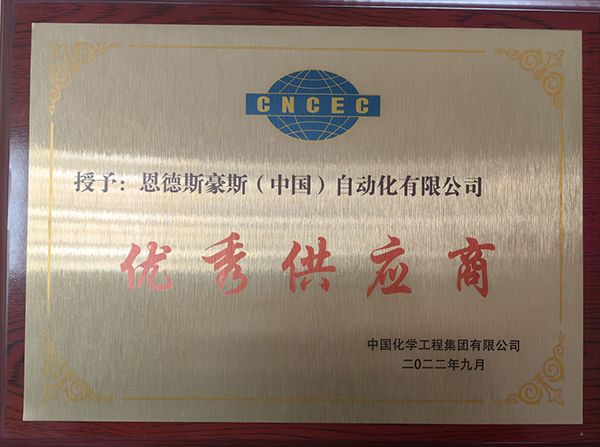 CNCEC
授予：恩德斯豪斯（中国）自动化有限公司
优秀供应商
中国化学工程集团有限公司
二〇二二年九月